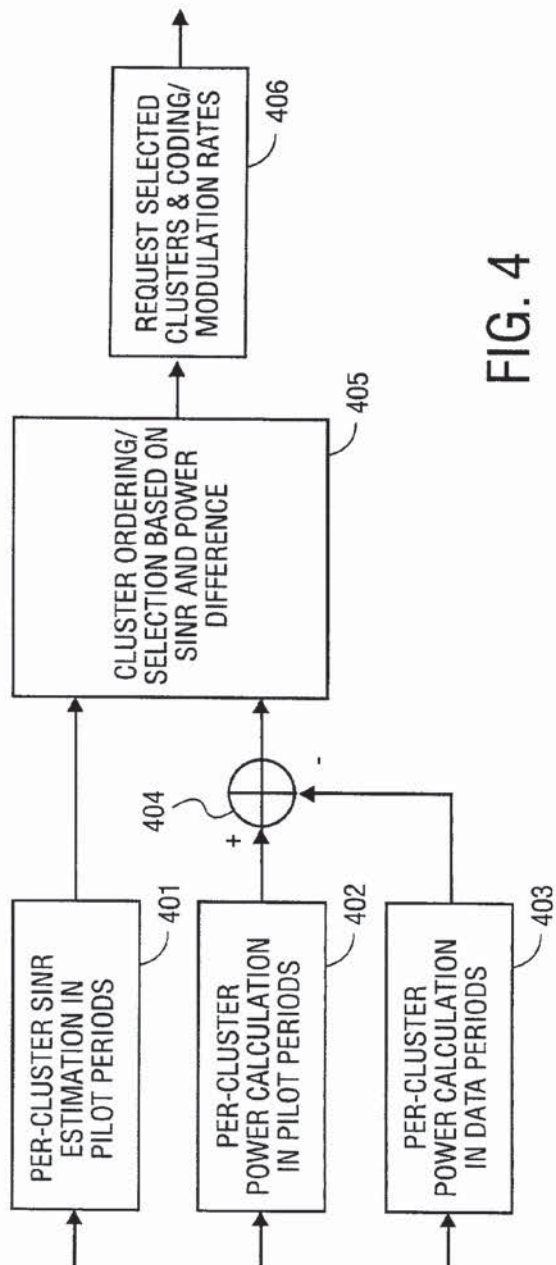 PER-CLUSTER SINR
ESTIMATION IN
PILOT PERIODS
401
PER-CLUSTER
POWER CALCULATION
IN PILOT PERIODS
402
PER-CLUSTER
POWER CALCULATION
IN DATA PERIODS
403
404
+
-
CLUSTER ORDERING/
SELECTION BASED ON
SINR AND POWER
DIFFERENCE
405
REQUEST SELECTED
CLUSTERS & CODING/
MODULATION RATES
406
FIG. 4